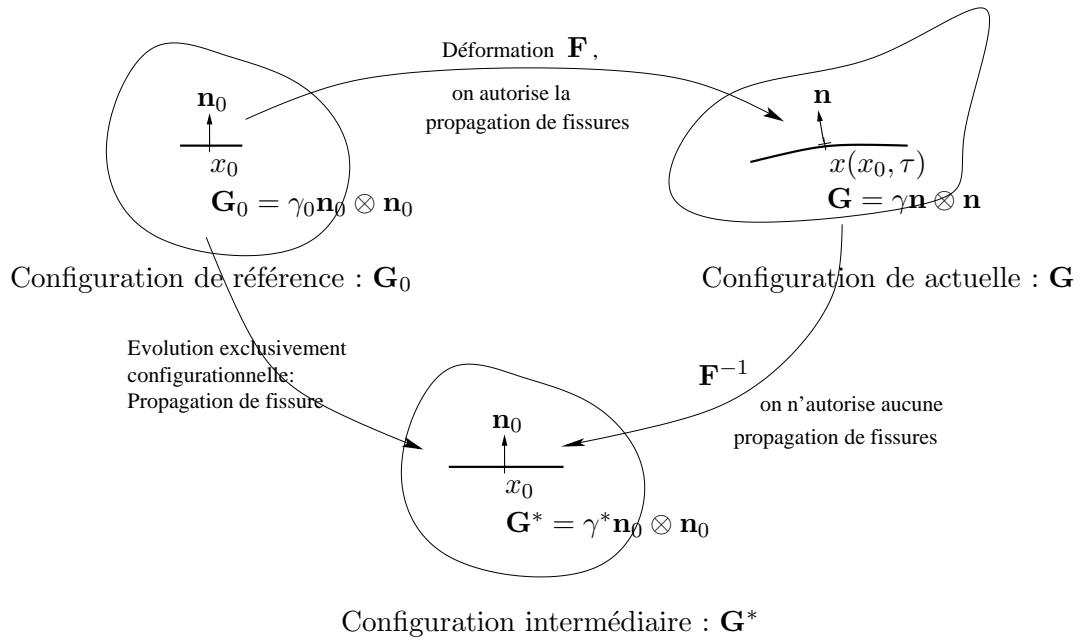 Déformation F,
on autorise la
propagation de fissures
n₀
x₀
G₀ = γ₀n₀ ⊗ n₀
n
x(x₀, τ)
G = γn ⊗ n
Configuration de référence : G₀
Configuration de actuelle : G
Evolution exclusivement
configurationnelle:
Propagation de fissure
F⁻¹
on n'autorise aucune
propagation de fissures
n₀
x₀
G* = γ*n₀ ⊗ n₀
Configuration intermédiaire : G*